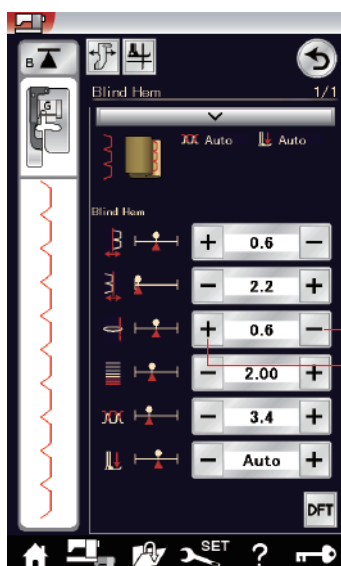 B
G
Blind Hem 1/1
Auto Auto
Blind Hem
+ 0.6 −
− 2.2 +
+ 0.6 −
− 2.00 +
− 3.4 +
− Auto +
DFT
SET ?